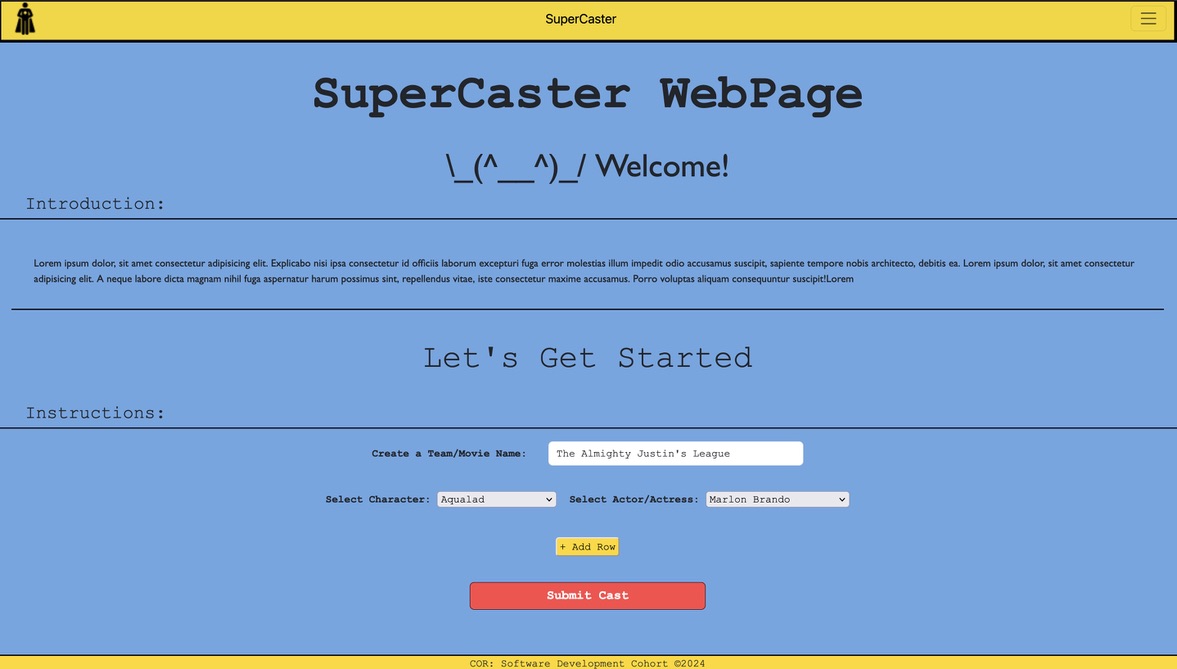 SuperCaster
SuperCaster WebPage
\_(^__^)_/ Welcome!
Introduction:
Lorem ipsum dolor, sit amet consectetur adipisicing elit. Explicabo nisi ipsa consectetur id officiis laborum excepturi fuga error molestias illum impedit odio accusamus suscipit, sapiente tempore nobis architecto, debitis ea. Lorem ipsum dolor, sit amet consectetur
adipisicing elit. A neque labore dicta magnam nihil fuga aspernatur harum possimus sint, repellendus vitae, iste consectetur maxime accusamus. Porro voluptas aliquam consequuntur suscipit!Lorem
Let's Get Started
Instructions:
Create a Team/Movie Name: The Almighty Justin's League
Select Character: Aqualad Select Actor/Actress: Marlon Brando
+ Add Row
Submit Cast
COR: Software Development Cohort ©2024